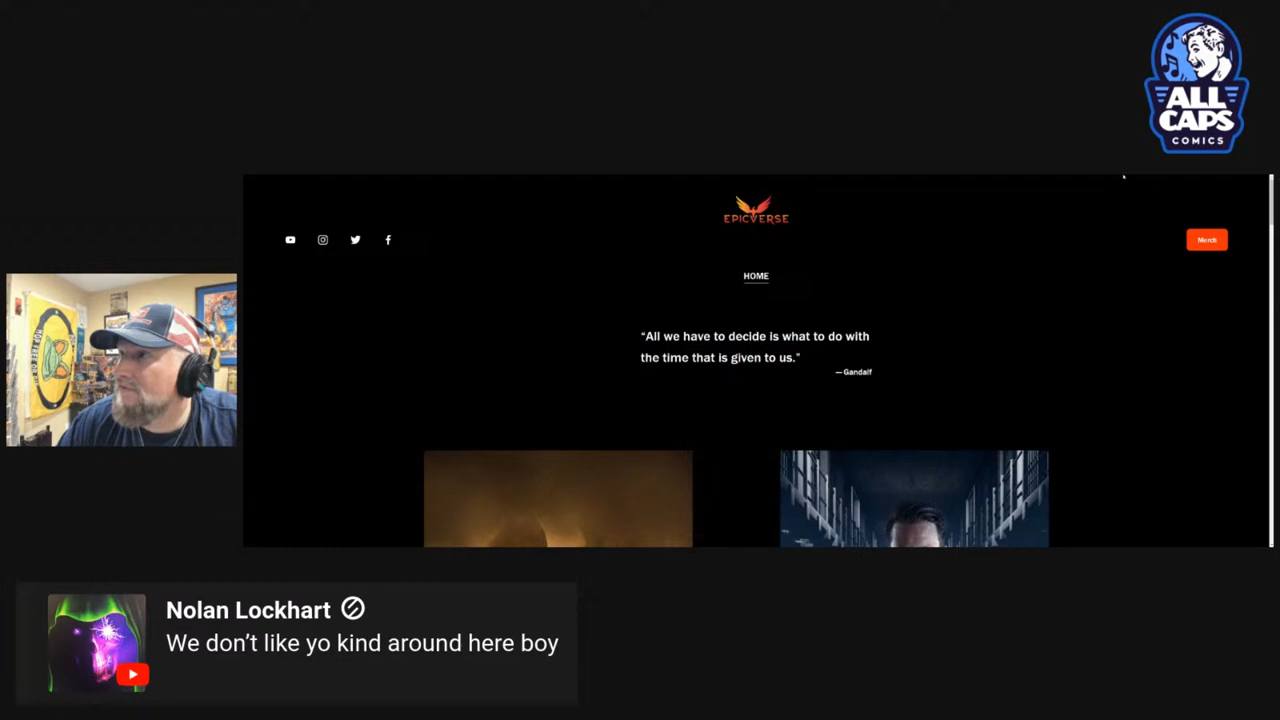 ALL
CAPS
COMICS
EPICVERSE
Merch
HOME
“All we have to decide is what to do with
the time that is given to us.”
— Gandalf
Nolan Lockhart
We don’t like yo kind around here boy